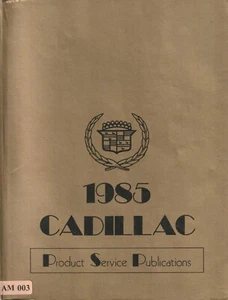 1985
CADILLAC
Product Service Publications
AM 003